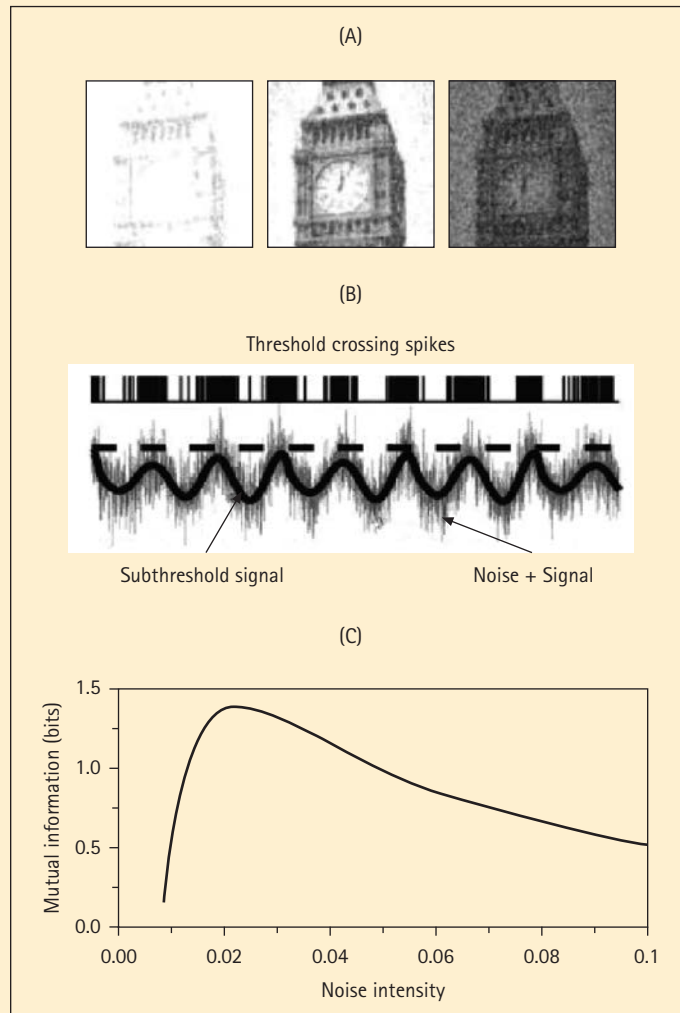 (A)
(B)
Threshold crossing spikes
Subthreshold signal
Noise + Signal
(C)
Mutual information (bits)
1.5
1.0
0.5
0.0
0.00
0.02
0.04
0.06
0.08
0.1
Noise intensity